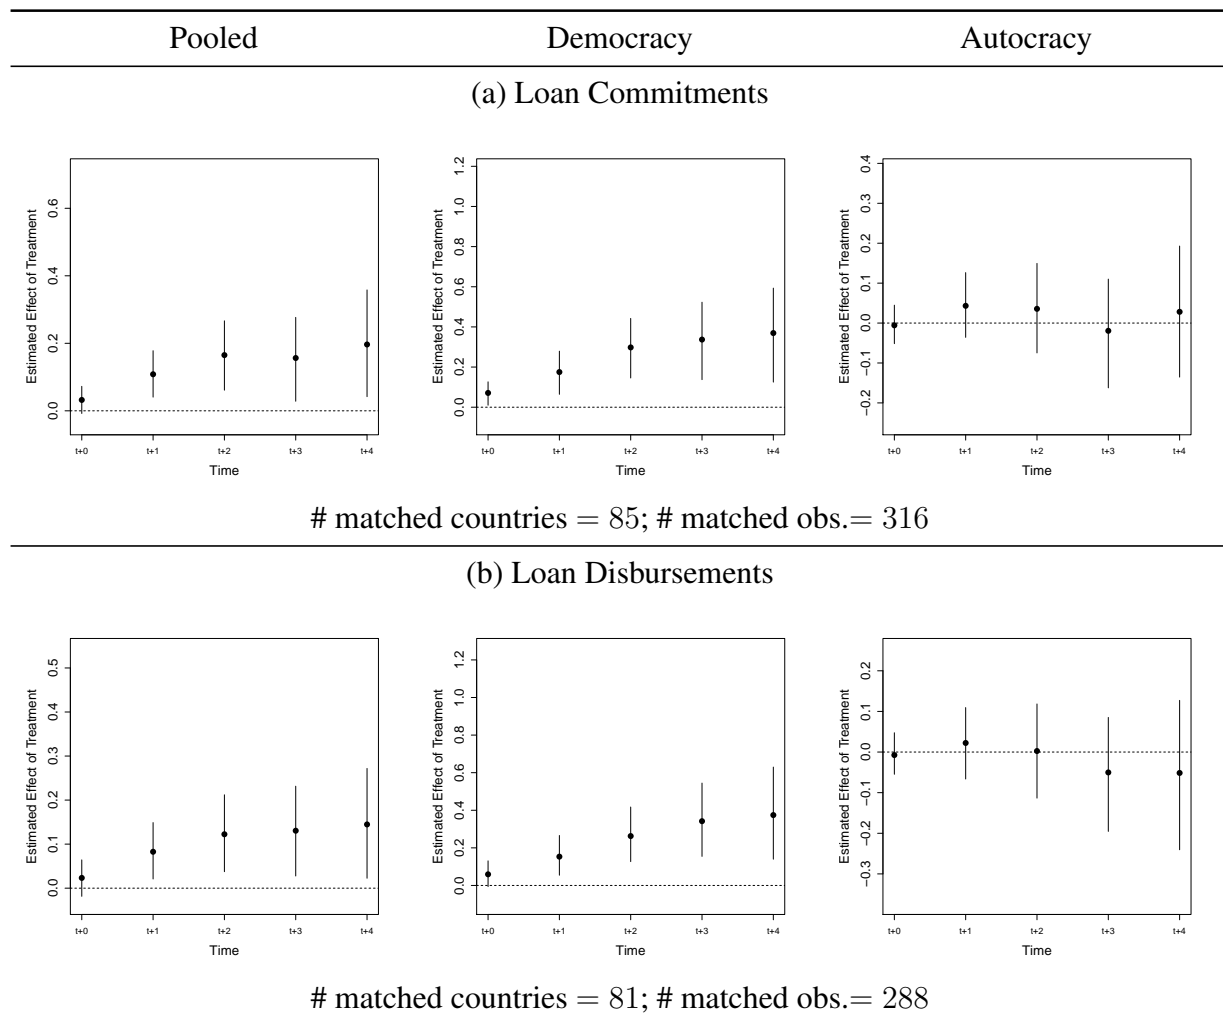 Pooled Democracy Autocracy
(a) Loan Commitments
Estimated Effect of Treatment
0.0 0.2 0.4 0.6
t+0 t+1 t+2 t+3 t+4
Time
Estimated Effect of Treatment
0.0 0.2 0.4 0.6 0.8 1.0 1.2
t+0 t+1 t+2 t+3 t+4
Time
Estimated Effect of Treatment
−0.2 −0.1 0.0 0.1 0.2 0.3 0.4
t+0 t+1 t+2 t+3 t+4
Time
# matched countries = 85; # matched obs.= 316
(b) Loan Disbursements
Estimated Effect of Treatment
0.0 0.1 0.2 0.3 0.4 0.5
t+0 t+1 t+2 t+3 t+4
Time
Estimated Effect of Treatment
0.0 0.2 0.4 0.6 0.8 1.0 1.2
t+0 t+1 t+2 t+3 t+4
Time
Estimated Effect of Treatment
−0.3 −0.2 −0.1 0.0 0.1 0.2
t+0 t+1 t+2 t+3 t+4
Time
# matched countries = 81; # matched obs.= 288